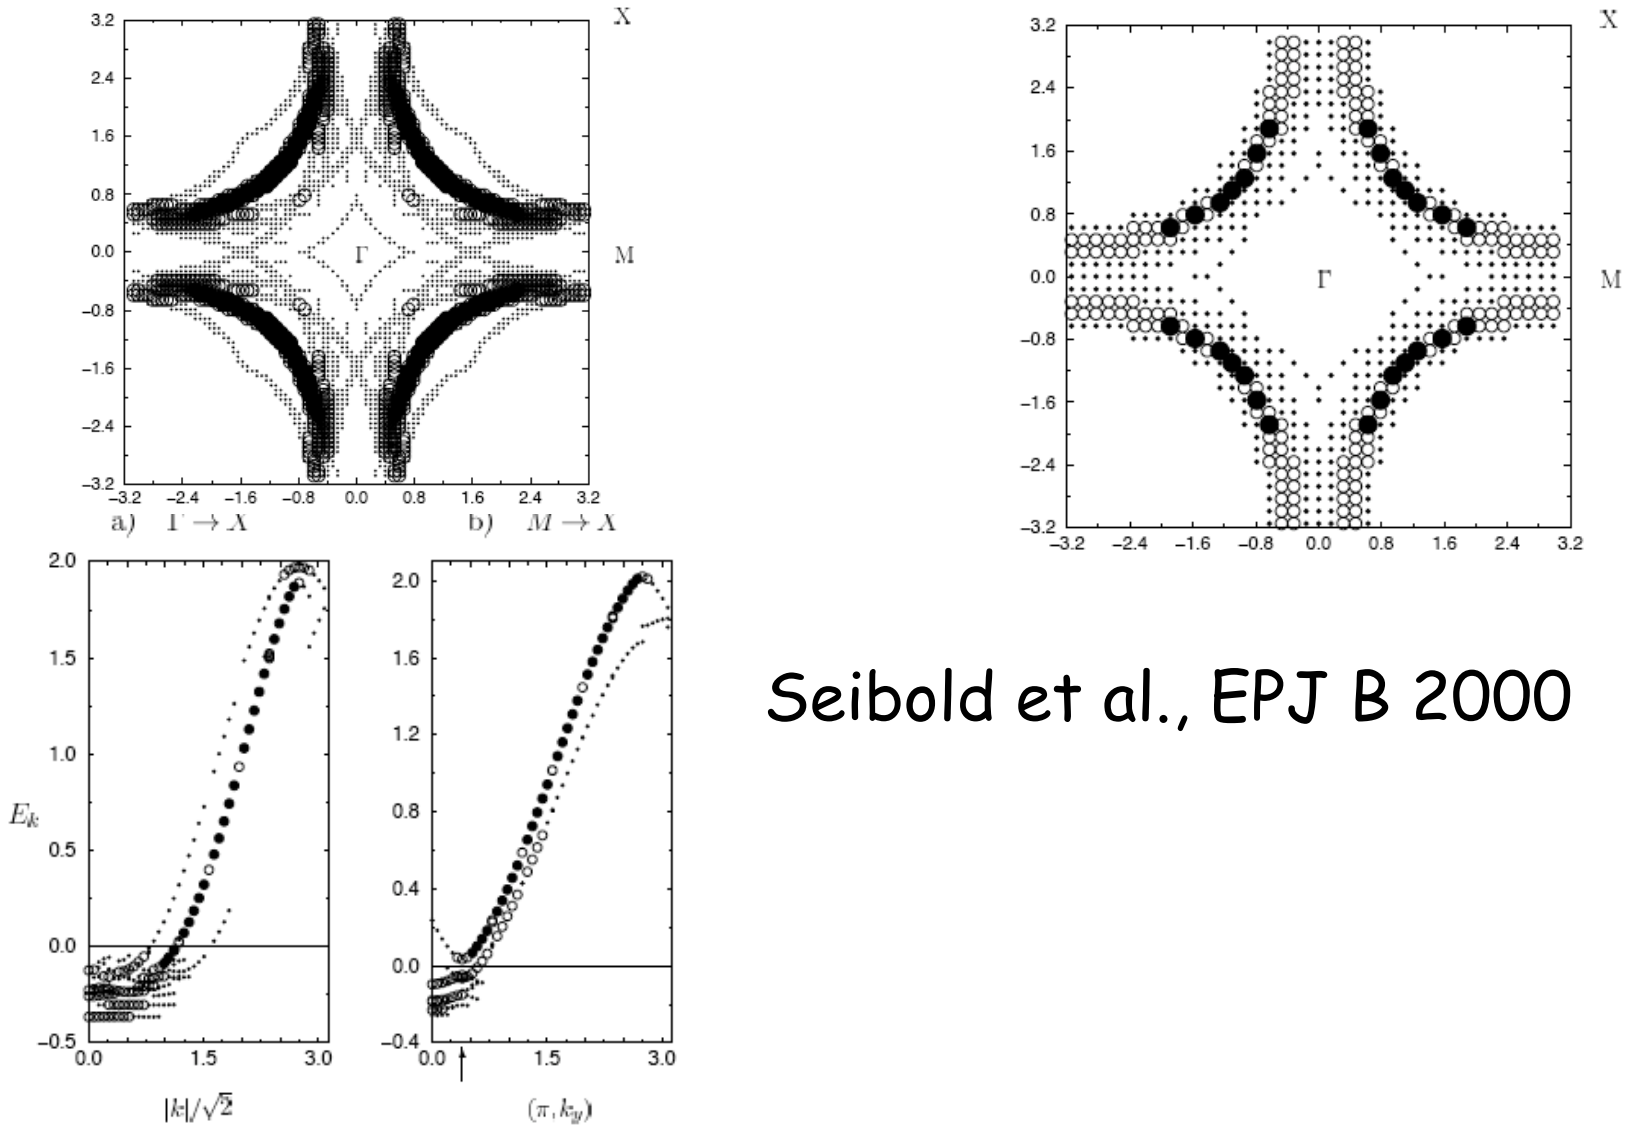 3.2
X
2.4
1.6
0.8
0.0
Γ
M
−0.8
−1.6
−2.4
−3.2
−3.2 −2.4 −1.6 −0.8 0.0 0.8 1.6 2.4 3.2
3.2
X
2.4
1.6
0.8
0.0
Γ
M
−0.8
−1.6
−2.4
−3.2
−3.2 −2.4 −1.6 −0.8 0.0 0.8 1.6 2.4 3.2
a) Γ → X
2.0
1.5
1.0
E_k
0.5
0.0
−0.5
0.0 1.5 3.0
|k|/√2
b) M → X
2.0
1.6
1.2
0.8
0.4
0.0
−0.4
0.0 1.5 3.0
(π, k_y)
Seibold et al., EPJ B 2000